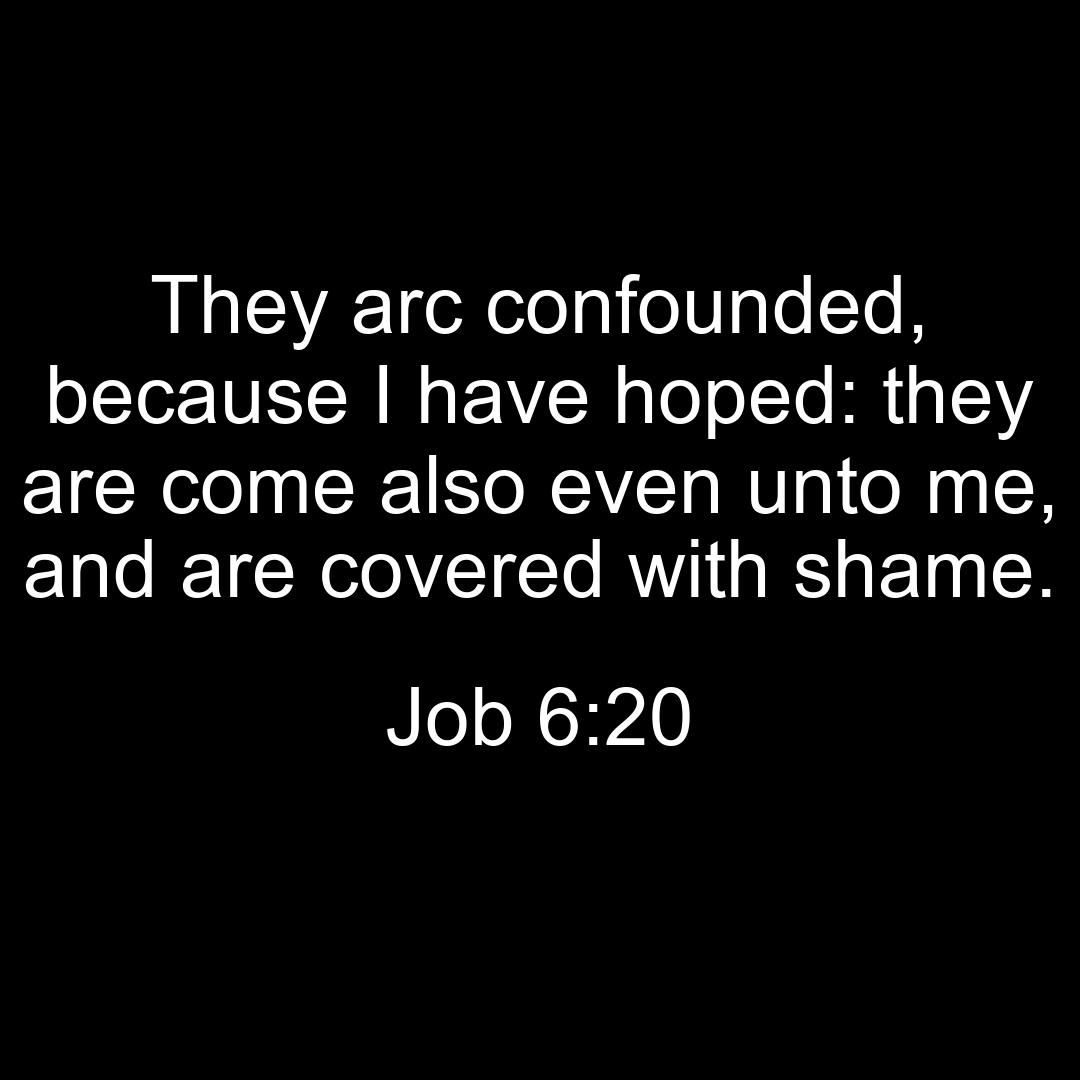 They arc confounded,
because I have hoped: they
are come also even unto me,
and are covered with shame.
Job 6:20